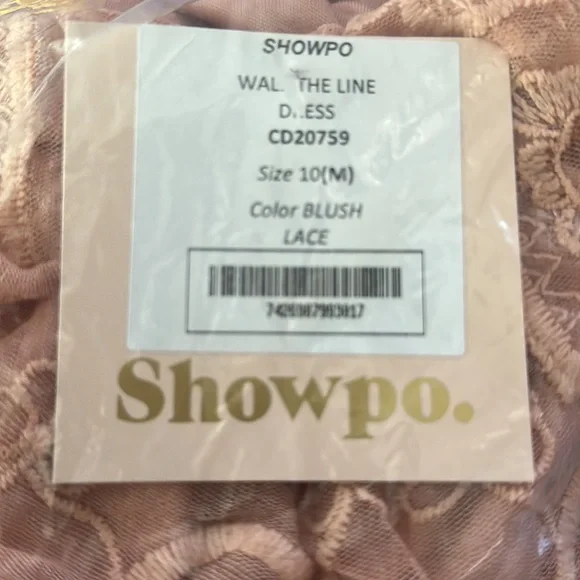 SHOWPO
THE LINE
CD20759
Size 10(M)
Color BLUSH
LACE
Showpo.